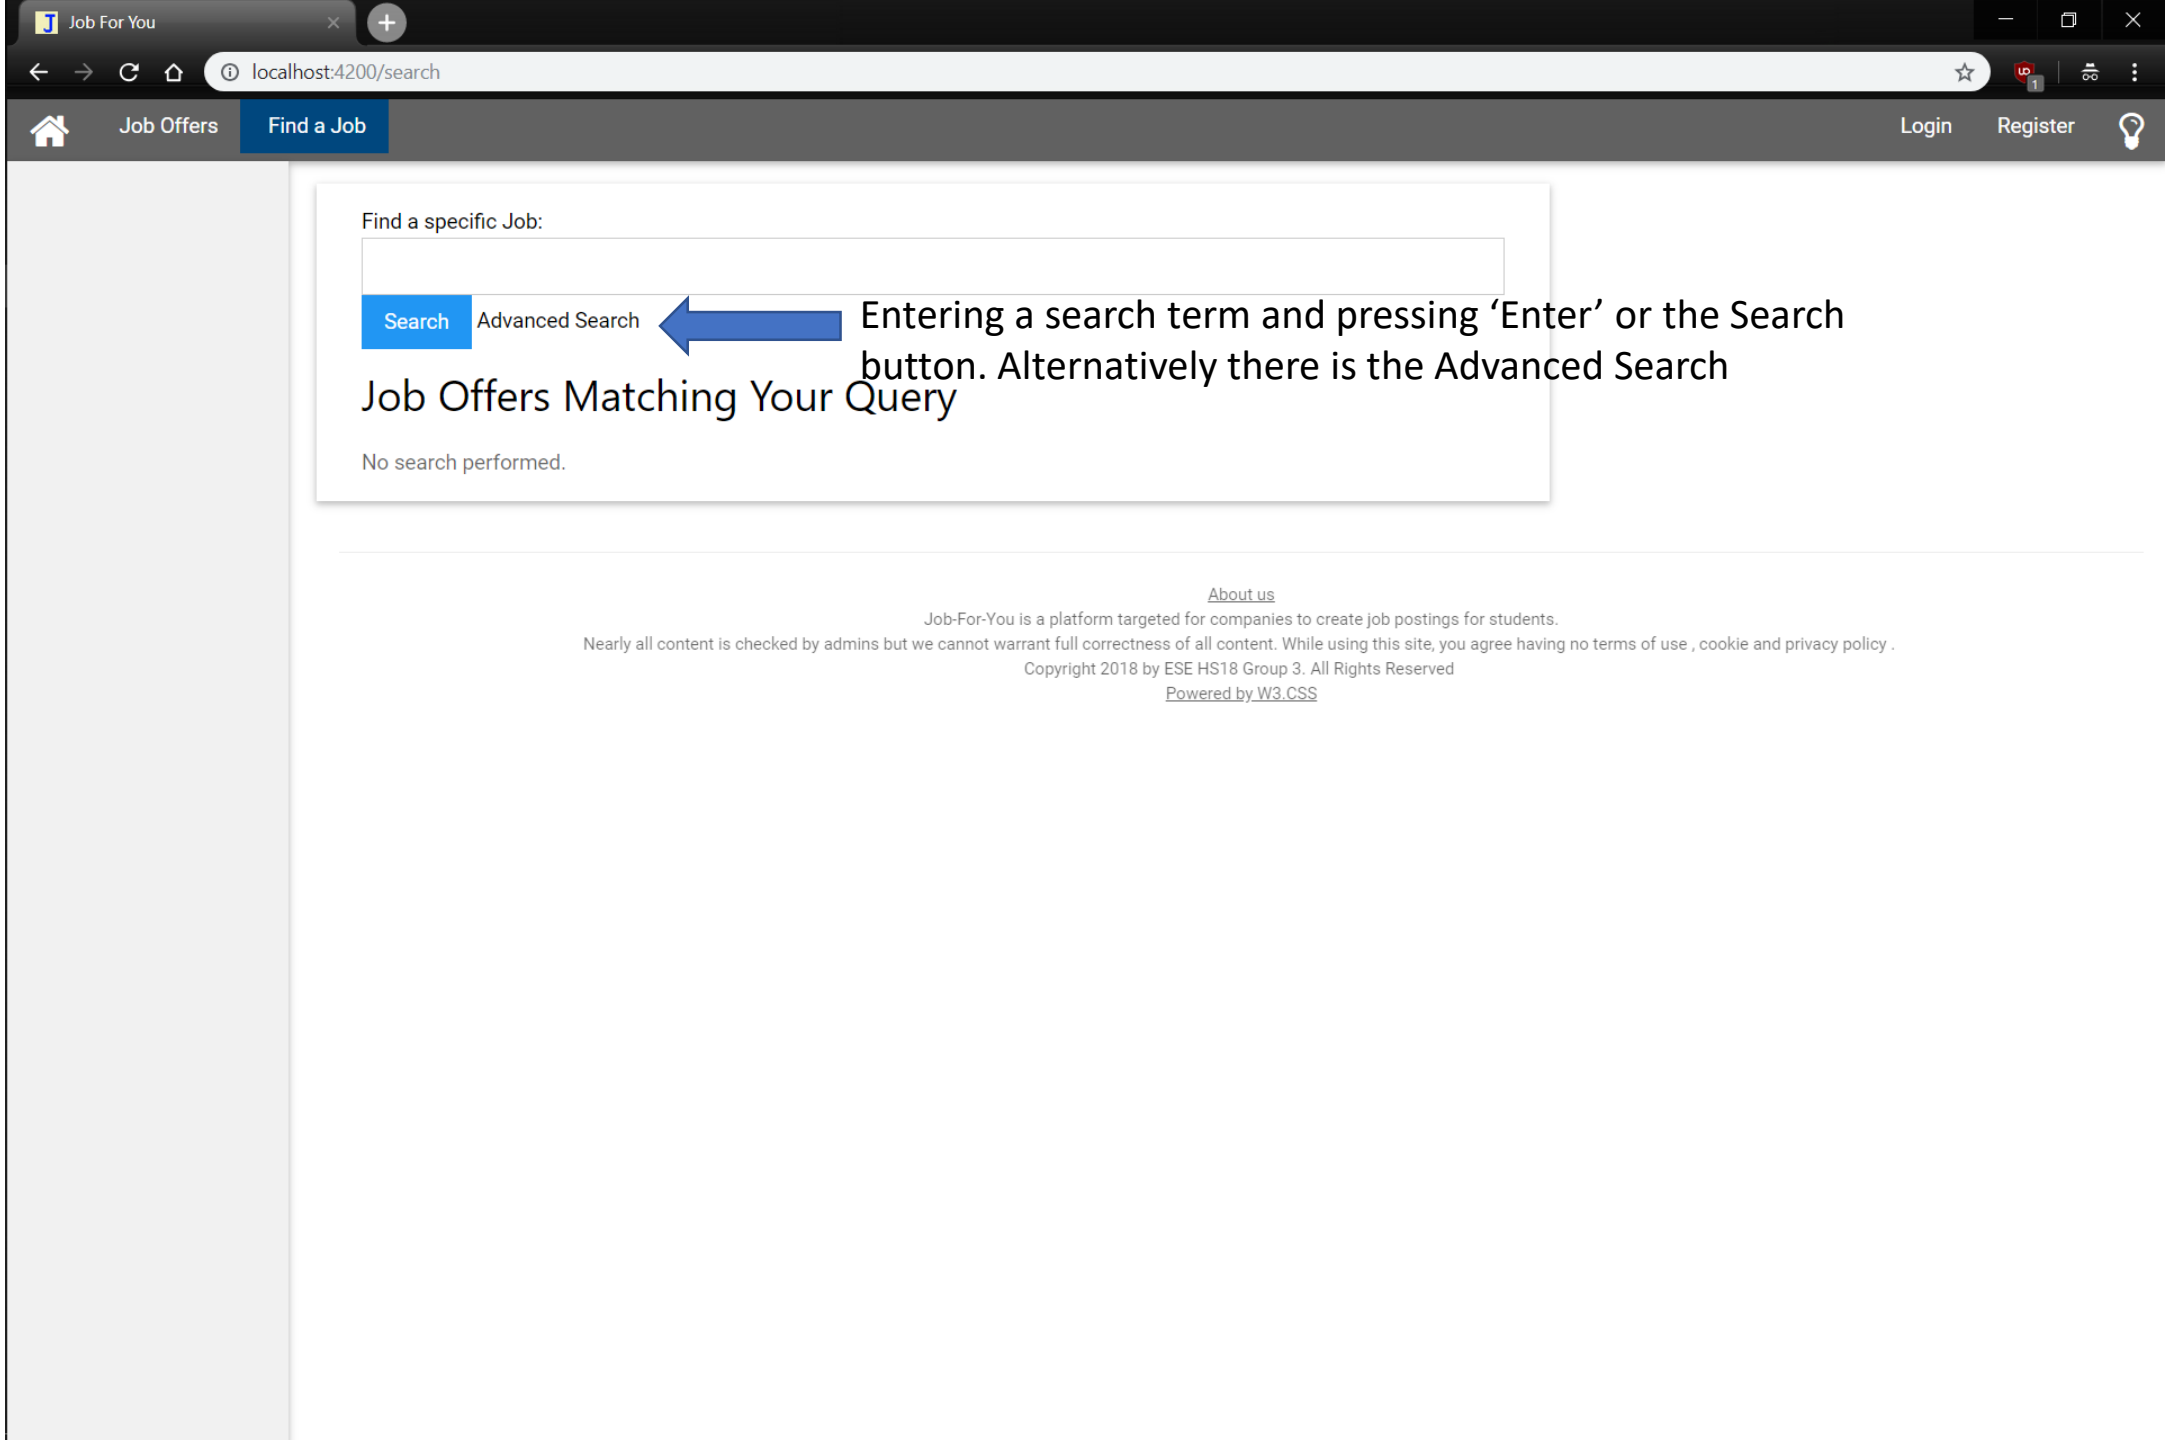 Job For You
localhost:4200/search
1
Job Offers
Find a Job
Login
Register
Find a specific Job:
Search
Advanced Search
Entering a search term and pressing ‘Enter’ or the Search
button. Alternatively there is the Advanced Search
Job Offers Matching Your Query
No search performed.
About us
Job-For-You is a platform targeted for companies to create job postings for students.
Nearly all content is checked by admins but we cannot warrant full correctness of all content. While using this site, you agree having no terms of use , cookie and privacy policy .
Copyright 2018 by ESE HS18 Group 3. All Rights Reserved
Powered by W3.CSS